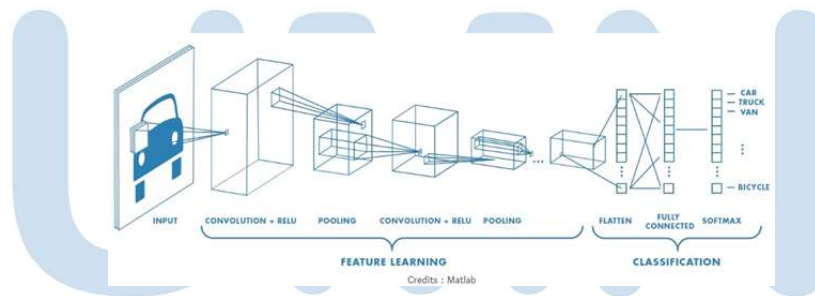 CAR
TRUCK
VAN
BICYCLE
INPUT CONVOLUTION + RELU POOLING CONVOLUTION + RELU POOLING FLATTEN FULLY CONNECTED SOFTMAX
FEATURE LEARNING CLASSIFICATION
Credits : Matlab